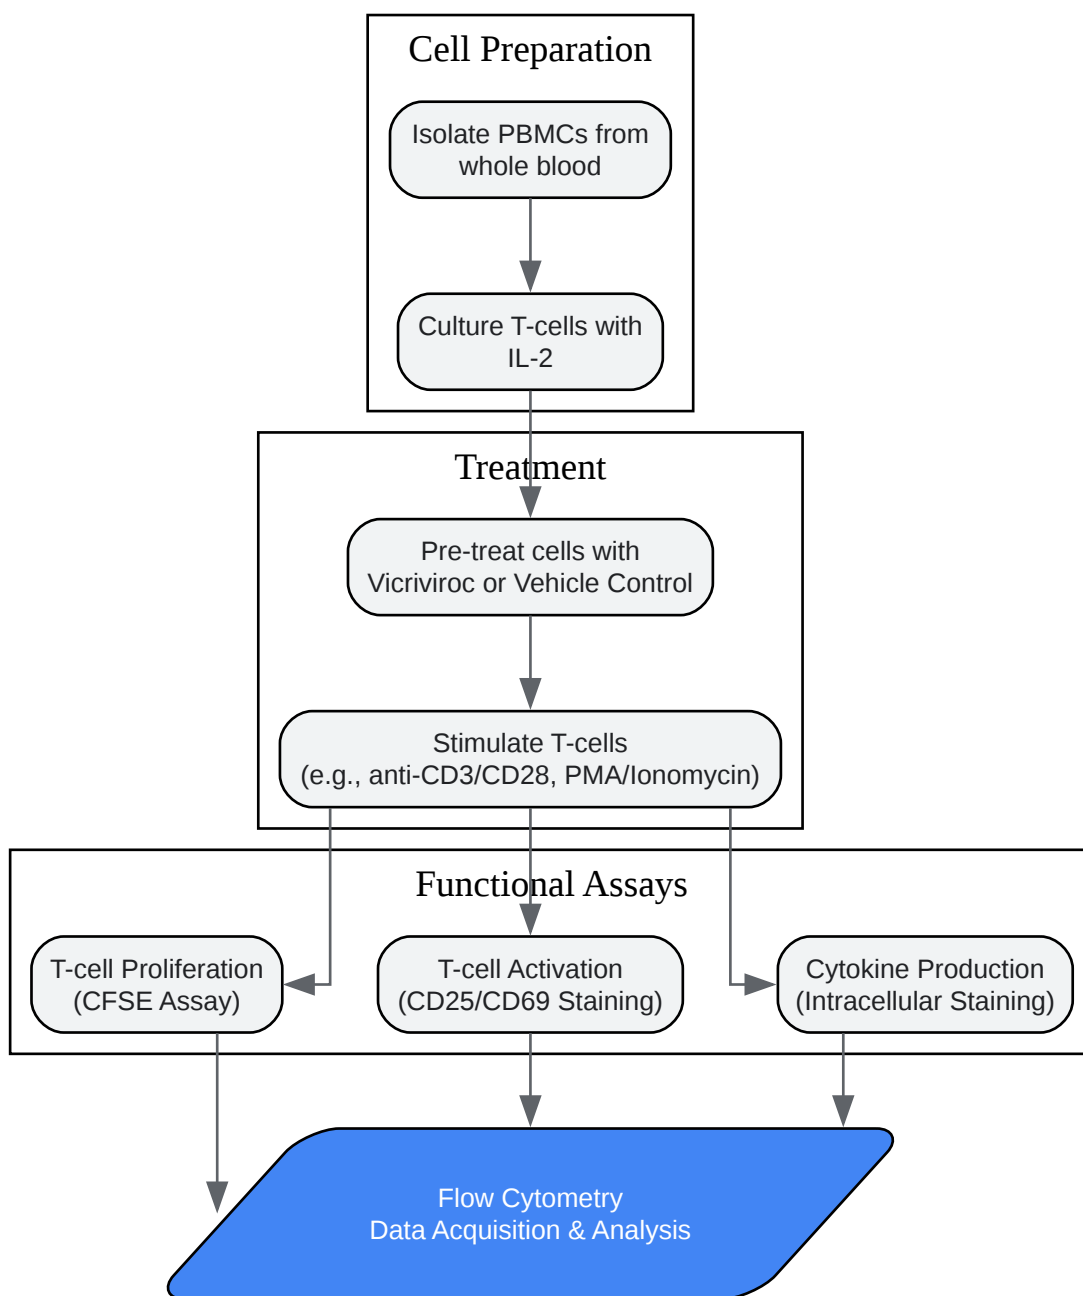 Cell Preparation
Isolate PBMCs from
whole blood
Culture T-cells with
IL-2
Treatment
Pre-treat cells with
Vicriviroc or Vehicle Control
Stimulate T-cells
(e.g., anti-CD3/CD28, PMA/Ionomycin)
Functional Assays
T-cell Proliferation
(CFSE Assay)
T-cell Activation
(CD25/CD69 Staining)
Cytokine Production
(Intracellular Staining)
Flow Cytometry
Data Acquisition & Analysis